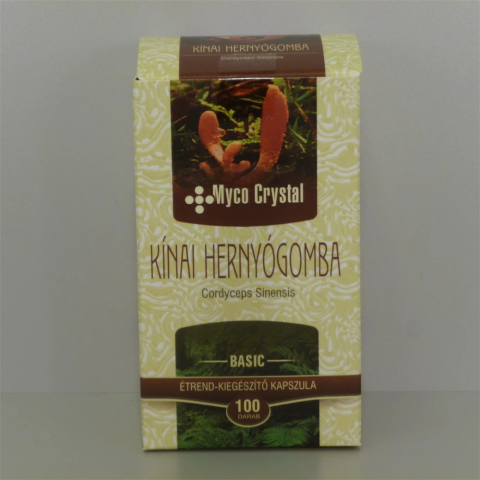 KÍNAI HERNYÓGOMBA
Cordyceps Sinensis
Myco Crystal
KÍNAI HERNYÓGOMBA
Cordyceps Sinensis
BASIC
ÉTREND-KIEGÉSZÍTŐ KAPSZULA
100
DARAB